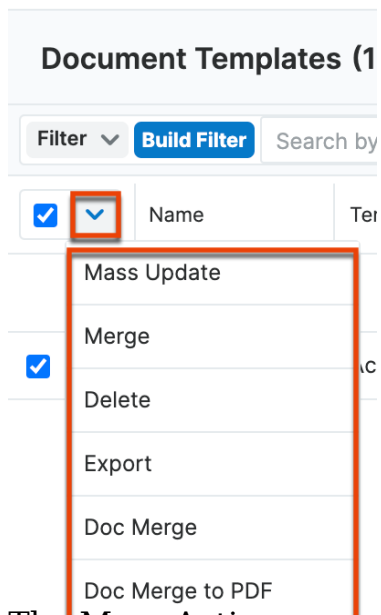 Document Templates (1
Filter
Build Filter
Search by
Name
Mass Update
Merge
Delete
Export
Doc Merge
Doc Merge to PDF